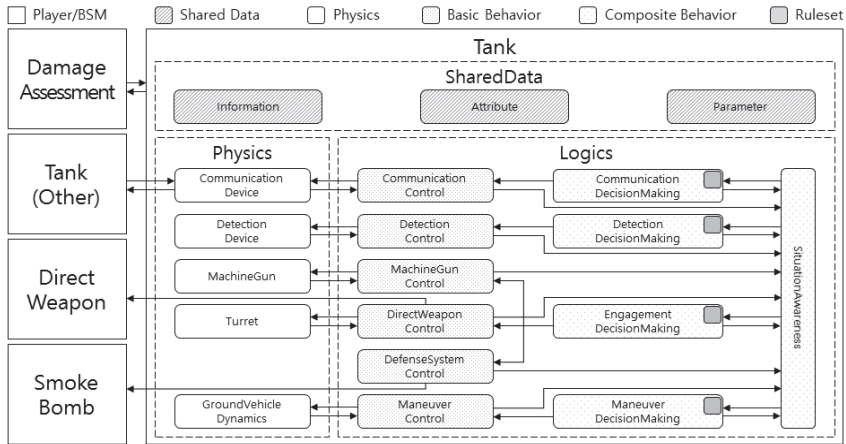 Player/BSM
Shared Data
Physics
Basic Behavior
Composite Behavior
Ruleset
Damage
Assessment
Tank
(Other)
Direct
Weapon
Smoke
Bomb
Tank
SharedData
Information
Attribute
Parameter
Physics
Communication
Device
Detection
Device
MachineGun
Turret
GroundVehicle
Dynamics
Logics
Communication
Control
Detection
Control
MachineGun
Control
DirectWeapon
Control
DefenseSystem
Control
Maneuver
Control
Communication
DecisionMaking
Detection
DecisionMaking
Engagement
DecisionMaking
Maneuver
DecisionMaking
SituationAwareness